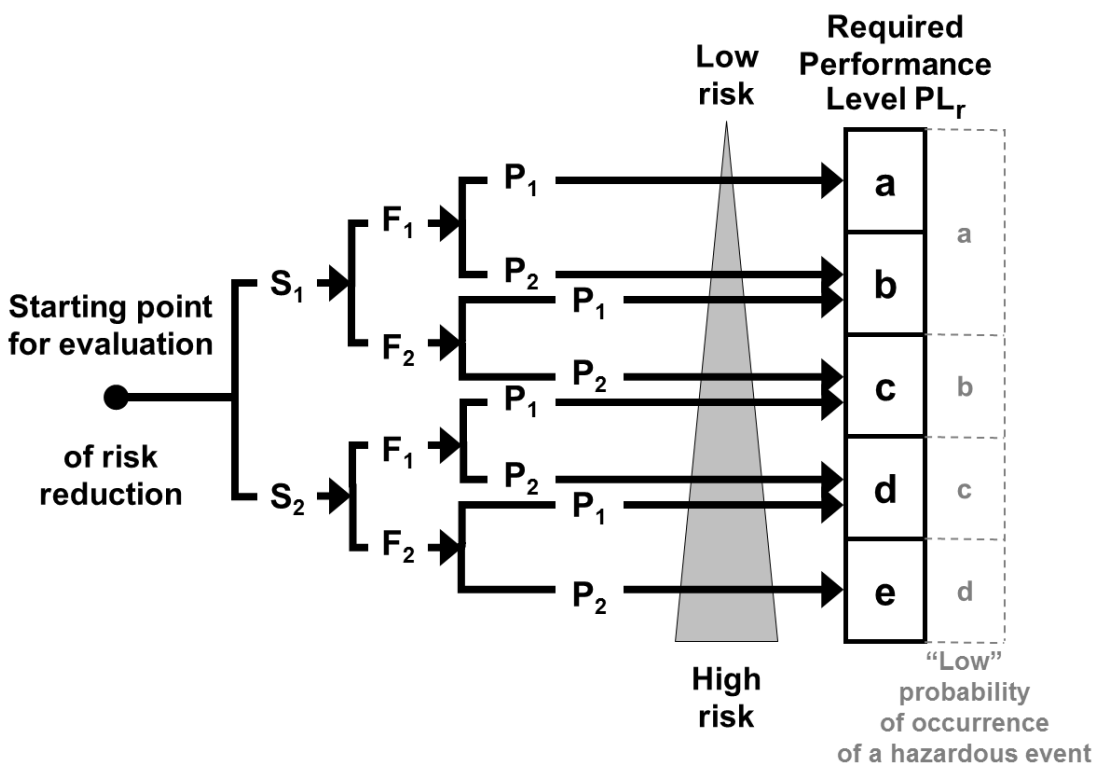 Required
Performance
Level PLr
Low
risk
P1
a
F1
a
P2
b
S1
P1
Starting point
for evaluation
F2
P2
c
b
P1
of risk
reduction
F1
P2
d
c
S2
P1
F2
P2
e
d
High
risk
“Low”
probability
of occurrence
of a hazardous event